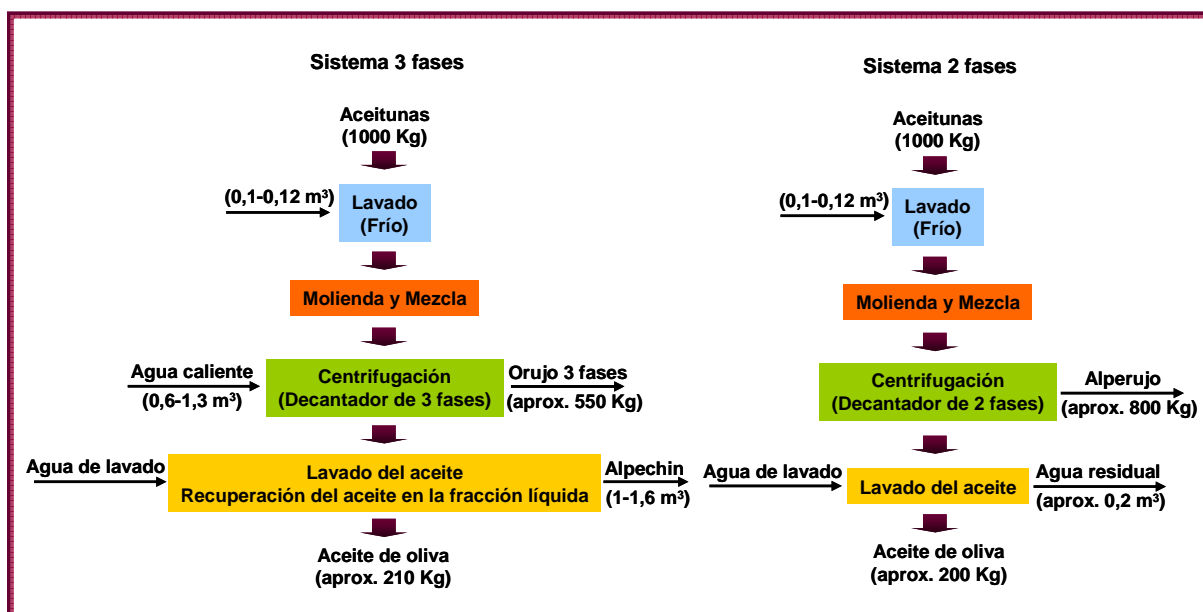 Sistema 3 fases
Aceitunas
(1000 Kg)
(0,1-0,12 m³)
Lavado
(Frío)
Molienda y Mezcla
Agua caliente
(0,6-1,3 m³)
Centrifugación
(Decantador de 3 fases)
Orujo 3 fases
(aprox. 550 Kg)
Agua de lavado
Lavado del aceite
Recuperación del aceite en la fracción líquida
Alpechin
(1-1,6 m³)
Aceite de oliva
(aprox. 210 Kg)
Sistema 2 fases
Aceitunas
(1000 Kg)
(0,1-0,12 m³)
Lavado
(Frío)
Molienda y Mezcla
Centrifugación
(Decantador de 2 fases)
Alperujo
(aprox. 800 Kg)
Agua de lavado
Lavado del aceite
Agua residual
(aprox. 0,2 m³)
Aceite de oliva
(aprox. 200 Kg)